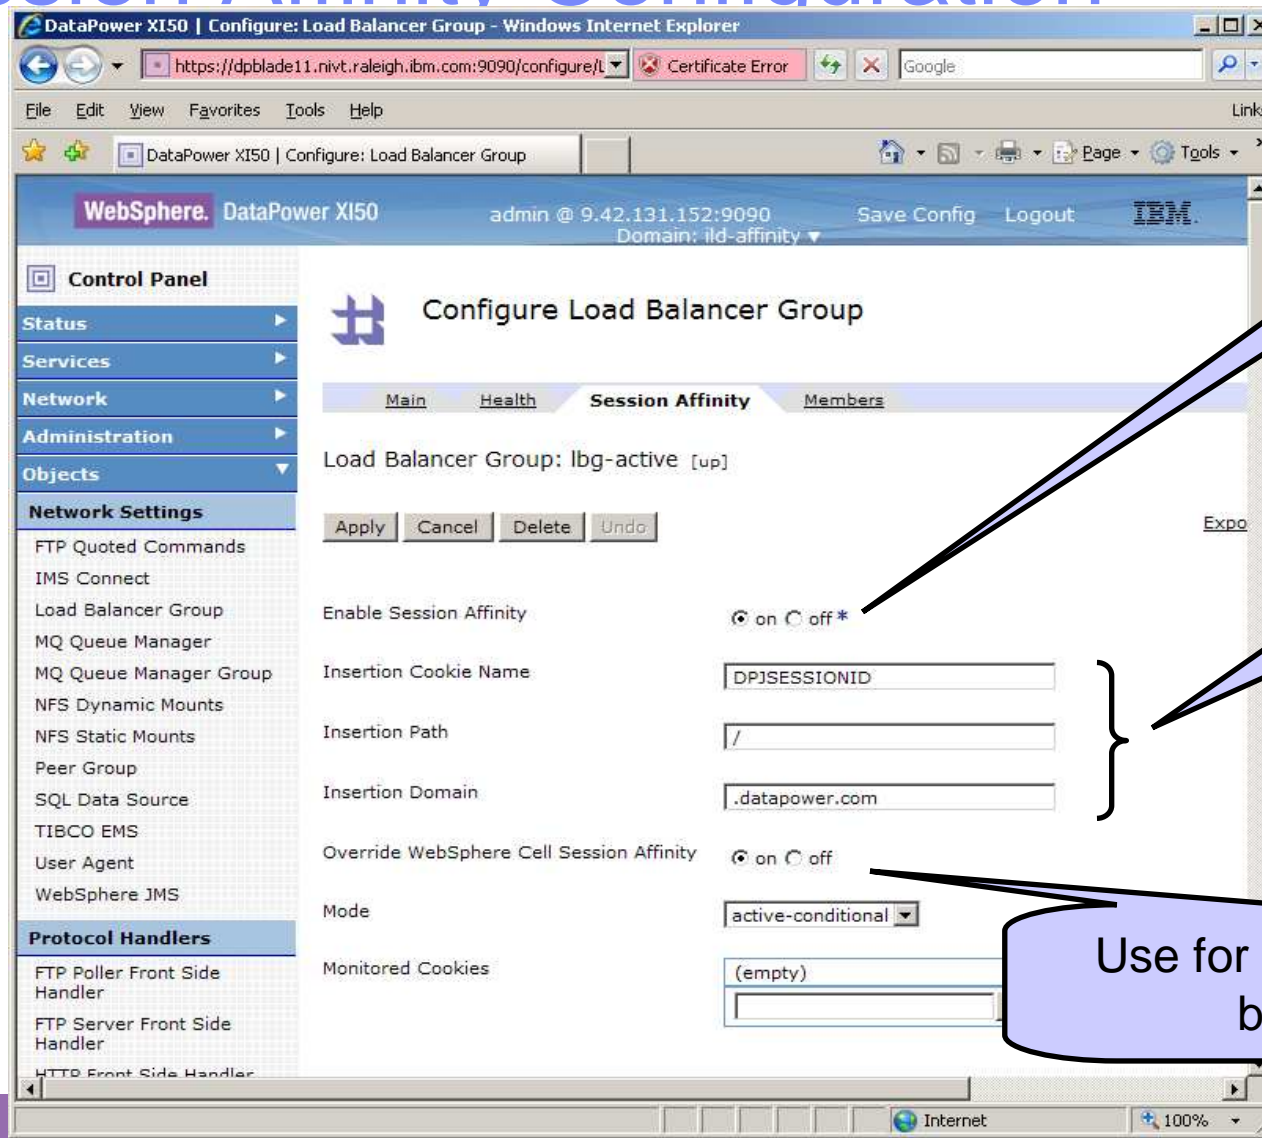 Session Affinity Configuration
DataPower XI50 | Configure: Load Balancer Group - Windows Internet Explorer
https://dpblade11.nivt.raleigh.ibm.com:9090/configure/L
Certificate Error
Google
File Edit View Favorites Tools Help
Links
DataPower XI50 | Configure: Load Balancer Group
Page
Tools
WebSphere. DataPower XI50
admin @ 9.42.131.152:9090
Save Config Logout
IBM.
Domain: ild-affinity
Control Panel
Status
Services
Network
Administration
Objects
Network Settings
FTP Quoted Commands
IMS Connect
Load Balancer Group
MQ Queue Manager
MQ Queue Manager Group
NFS Dynamic Mounts
NFS Static Mounts
Peer Group
SQL Data Source
TIBCO EMS
User Agent
WebSphere JMS
Protocol Handlers
FTP Poller Front Side
Handler
FTP Server Front Side
Handler
HTTP Front Side Handler
Configure Load Balancer Group
Main Health Session Affinity Members
Load Balancer Group: lbg-active [up]
Apply Cancel Delete Undo
Expo
Enable Session Affinity
on off *
Insertion Cookie Name
DPJSESSIONID
Insertion Path
/
Insertion Domain
.datapower.com
Override WebSphere Cell Session Affinity
on off
Mode
active-conditional
Monitored Cookies
(empty)
Use for
b
Internet
100%